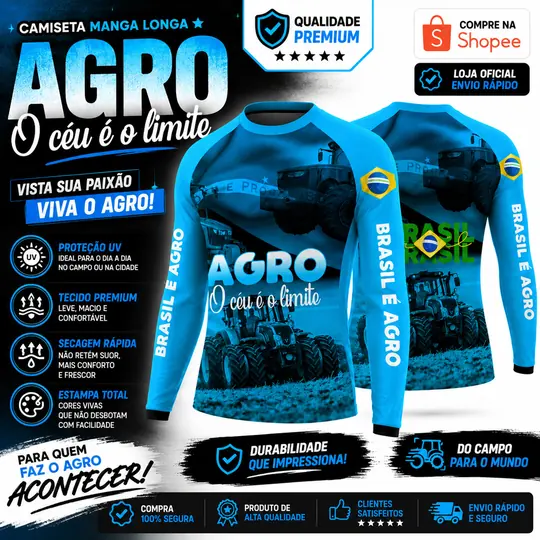 CAMISETA MANGA LONGA
AGRO
O céu é o limite
VISTA SUA PAIXÃO
VIVA O AGRO!
PROTEÇÃO UV
IDEAL PARA O DIA A DIA
NO CAMPO OU NA CIDADE
TECIDO PREMIUM
LEVE, MACIO E
CONFORTÁVEL
SECAGEM RÁPIDA
NÃO RETÉM SUOR,
MAIS CONFORTO
E FRESCOR
ESTAMPA TOTAL
CORES VIVAS
QUE NÃO DESBOTAM
COM FACILIDADE
PARA QUEM
FAZ O AGRO
ACONTECER!
QUALIDADE
PREMIUM
COMPRE NA
S Shopee
LOJA OFICIAL
ENVIO RÁPIDO
UV
E PRO
AGRO
O céu é o limite
BRASIL É AGRO
BRASIL É AGRO
BRASIL
BRASIL
BRASIL É AGRO
DURABILIDADE
QUE IMPRESSIONA!
DO CAMPO
PARA O MUNDO
COMPRA
100% SEGURA
PRODUTO DE
ALTA QUALIDADE
CLIENTES
SATISFEITOS
ENVIO RÁPIDO
E SEGURO